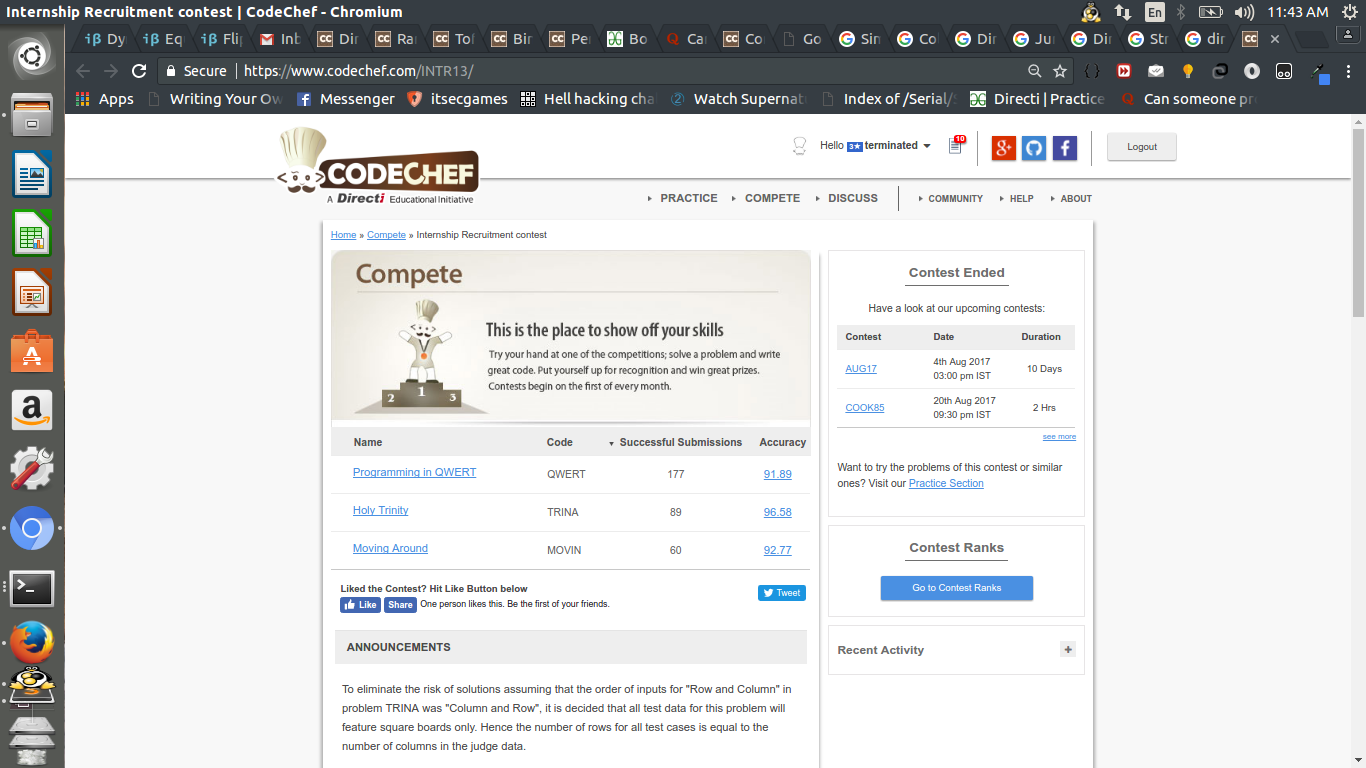 Internship Recruitment contest | CodeChef - Chromium
En
11:43 AM
iβ Dy
iβ Eq
iβ Flip
Inb
CC Dir
CC Ra
CC Tof
CC Bir
CC Pe
Bo
Ca
CC Co
Go
Sin
Co
Dir
Ju
Dir
Str
dir
CC
Secure
https://www.codechef.com/INTR13/
Apps
Writing Your Ow
Messenger
itsecgames
Hell hacking cha
Watch Supernat
Index of /Serial/S
Directi | Practice
Can someone pr
CODECHEF
A Directi Educational Initiative
Hello 3★ terminated
10
Logout
PRACTICE
COMPETE
DISCUSS
COMMUNITY
HELP
ABOUT
Home » Compete » Internship Recruitment contest
Compete
This is the place to show off your skills
Try your hand at one of the competitions; solve a problem and write
great code. Put yourself up for recognition and win great prizes.
Contests begin on the first of every month.
2 1 3
Name Code Successful Submissions Accuracy
Programming in QWERT QWERT 177 91.89
Holy Trinity TRINA 89 96.58
Moving Around MOVIN 60 92.77
Liked the Contest? Hit Like Button below
Like Share One person likes this. Be the first of your friends.
Tweet
ANNOUNCEMENTS
To eliminate the risk of solutions assuming that the order of inputs for "Row and Column" in
problem TRINA was "Column and Row", it is decided that all test data for this problem will
feature square boards only. Hence the number of rows for all test cases is equal to the
number of columns in the judge data.
Contest Ended
Have a look at our upcoming contests:
Contest Date Duration
AUG17 4th Aug 2017 10 Days
03:00 pm IST
COOK85 20th Aug 2017 2 Hrs
09:30 pm IST
see more
Want to try the problems of this contest or similar
ones? Visit our Practice Section
Contest Ranks
Go to Contest Ranks
Recent Activity
+